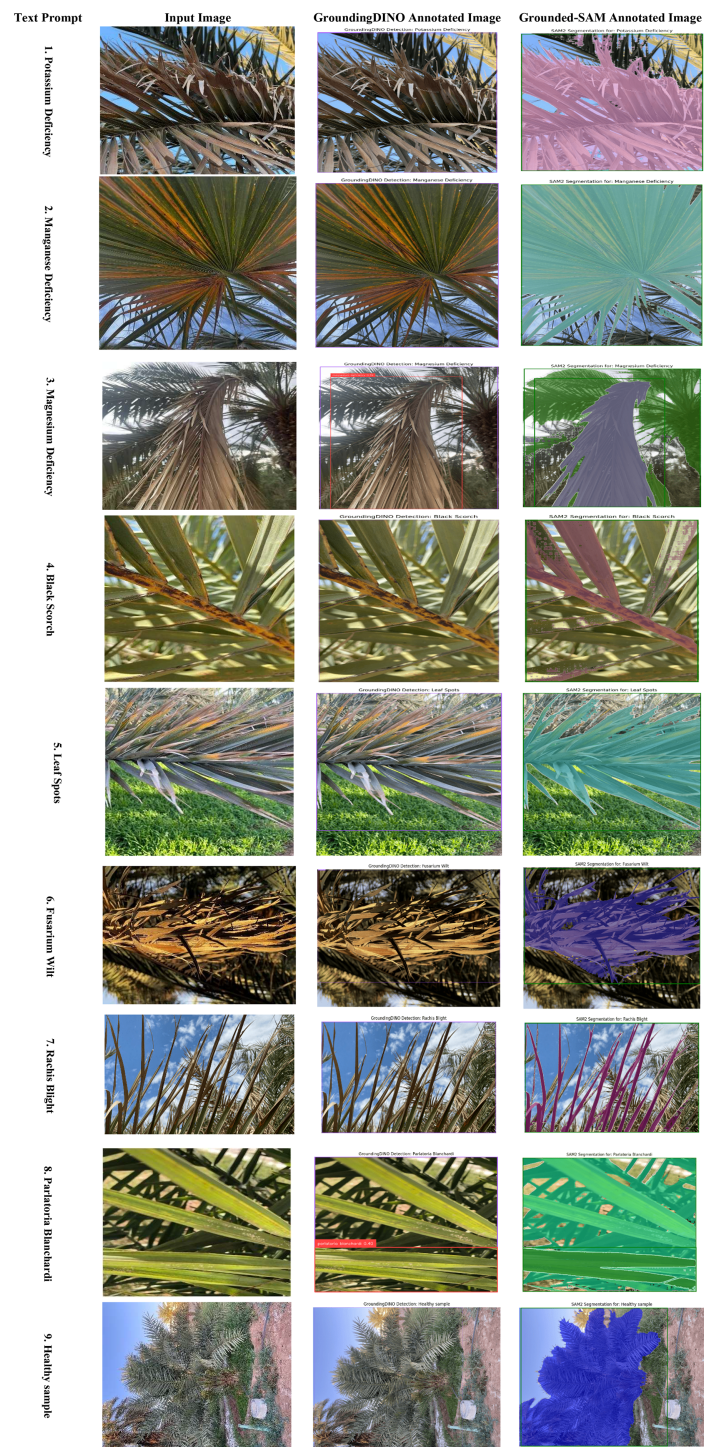 Text Prompt
Input Image
GroundingDINO Annotated Image
Grounded-SAM Annotated Image
1. Potassium Deficiency
GroundingDINO Detection: Potassium Deficiency
SAM2 Segmentation for: Potassium Deficiency
2. Manganese Deficiency
GroundingDINO Detection: Manganese Deficiency
SAM2 Segmentation for: Manganese Deficiency
3. Magnesium Deficiency
GroundingDINO Detection: Magnesium Deficiency
SAM2 Segmentation for: Magnesium Deficiency
4. Black Scorch
GroundingDINO Detection: Black Scorch
SAM2 Segmentation for: Black Scorch
5. Leaf Spots
GroundingDINO Detection: Leaf Spots
SAM2 Segmentation for: Leaf Spots
6. Fusarium Wilt
GroundingDINO Detection: Fusarium Wilt
SAM2 Segmentation for: Fusarium Wilt
7. Rachis Blight
GroundingDINO Detection: Rachis Blight
SAM2 Segmentation for: Rachis Blight
8. Parlatoria Blanchardi
GroundingDINO Detection: Parlatoria Blanchardi
SAM2 Segmentation for: Parlatoria Blanchardi
parlatoria blanchardi
9. Healthy sample
GroundingDINO Detection: Healthy sample
SAM2 Segmentation for: Healthy sample